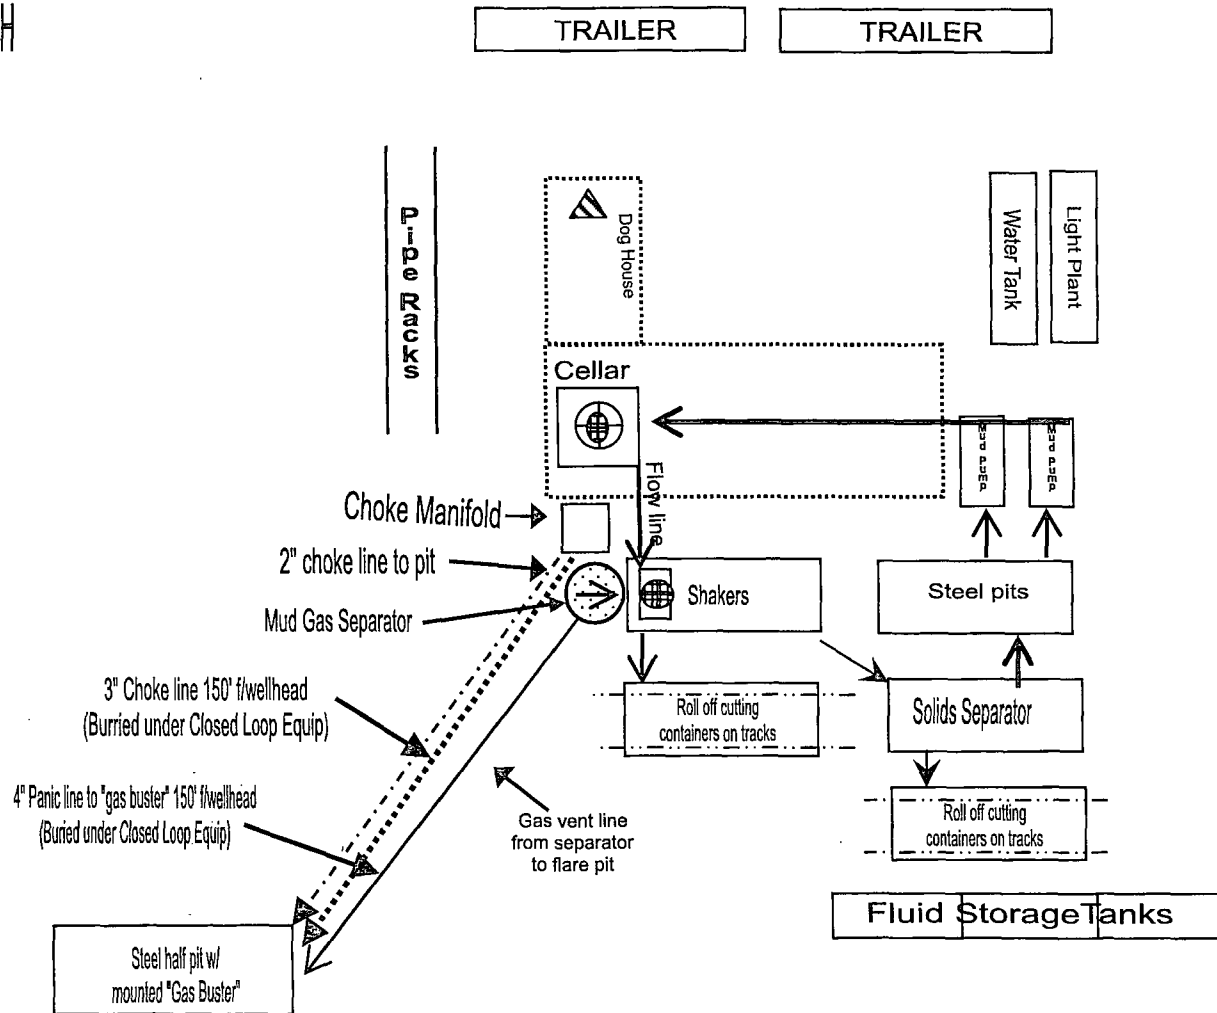 H
TRAILER
TRAILER
Pipe Racks
Dog House
Water Tank
Light Plant
Cellar
Mud Pump
Mud Pump
Flow line
Choke Manifold
2" choke line to pit
Steel pits
Shakers
Mud Gas Separator
3" Choke line 150' f/wellhead
(Burried under Closed Loop Equip)
Roll off cutting
containers on tracks
Solids Separator
4" Panic line to "gas buster" 150' f/wellhead
(Buried under Closed Loop Equip)
Gas vent line
from separator
to flare pit
Roll off cutting
containers on tracks
Fluid StorageTanks
Steel half pit w/
mounted "Gas Buster"